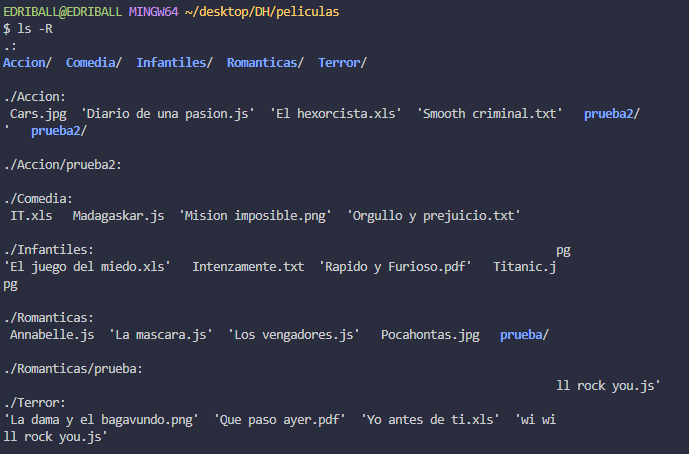 EDRIBALL@EDRIBALL MINGW64 ~/desktop/DH/peliculas
$ ls -R
.:
Accion/  Comedia/  Infantiles/  Romanticas/  Terror/
./Accion:
 Cars.jpg  'Diario de una pasion.js'  'El hexorcista.xls'  'Smooth criminal.txt'   prueba2/
'   prueba2/
./Accion/prueba2:
./Comedia:
 IT.xls   Madagaskar.js  'Mision imposible.png'  'Orgullo y prejuicio.txt'
./Infantiles:                                                                  pg
'El juego del miedo.xls'   Intenzamente.txt  'Rapido y Furioso.pdf'   Titanic.j
pg
./Romanticas:
 Annabelle.js  'La mascara.js'  'Los vengadores.js'   Pocahontas.jpg   prueba/
./Romanticas/prueba:
                                                                               ll rock you.js'
./Terror:
'La dama y el bagavundo.png'  'Que paso ayer.pdf'  'Yo antes de ti.xls'  'wi wi
ll rock you.js'